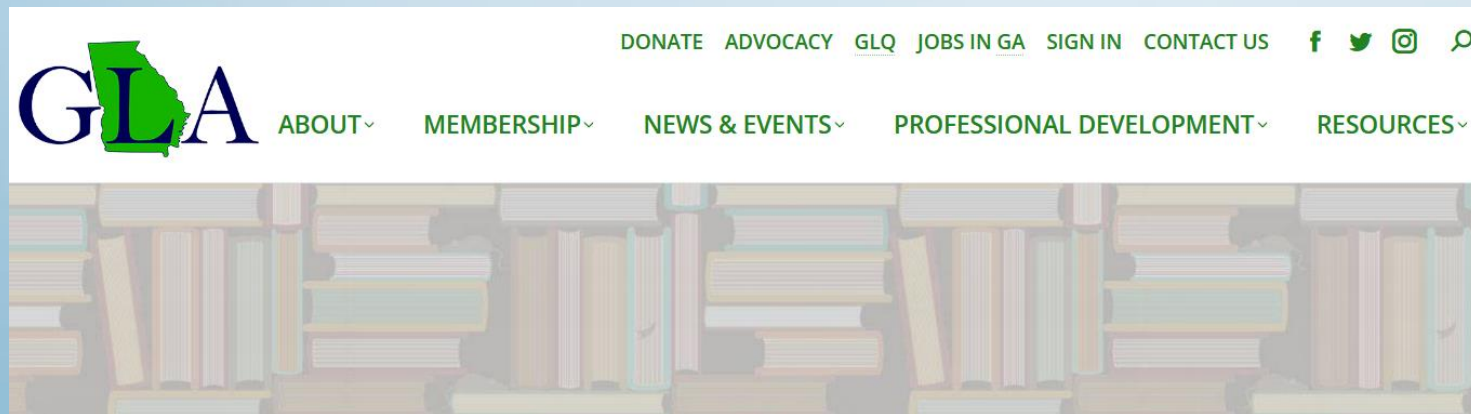 DONATE ADVOCACY GLQ JOBS IN GA SIGN IN CONTACT US
GLA
ABOUT MEMBERSHIP NEWS & EVENTS PROFESSIONAL DEVELOPMENT RESOURCES